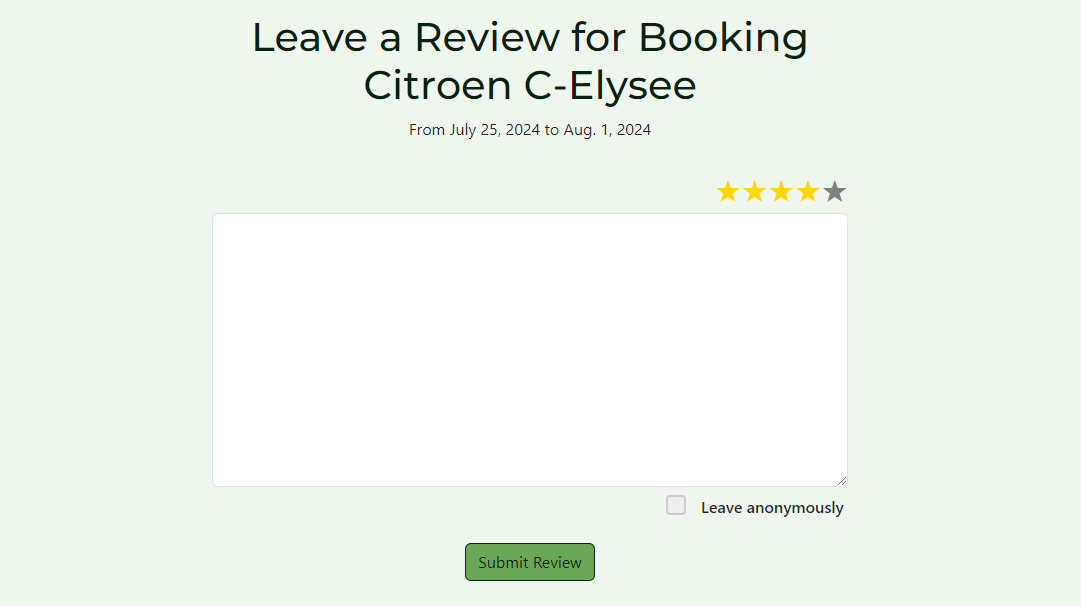 Leave a Review for Booking
Citroen C-Elysee
From July 25, 2024 to Aug. 1, 2024
Leave anonymously
Submit Review